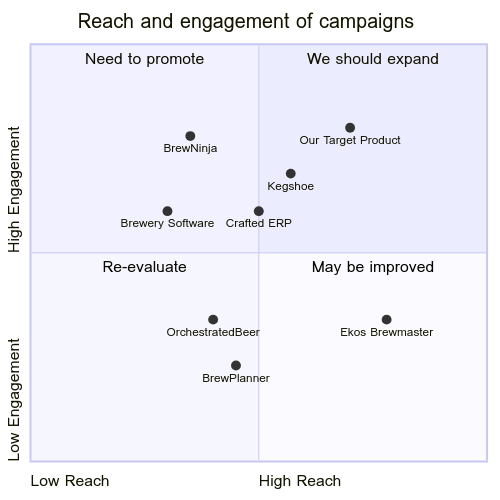 Reach and engagement of campaigns
Need to promote
We should expand
Our Target Product
BrewNinja
Kegshoe
Brewery Software
Crafted ERP
High Engagement
Re-evaluate
May be improved
OrchestratedBeer
Ekos Brewmaster
BrewPlanner
Low Engagement
Low Reach
High Reach